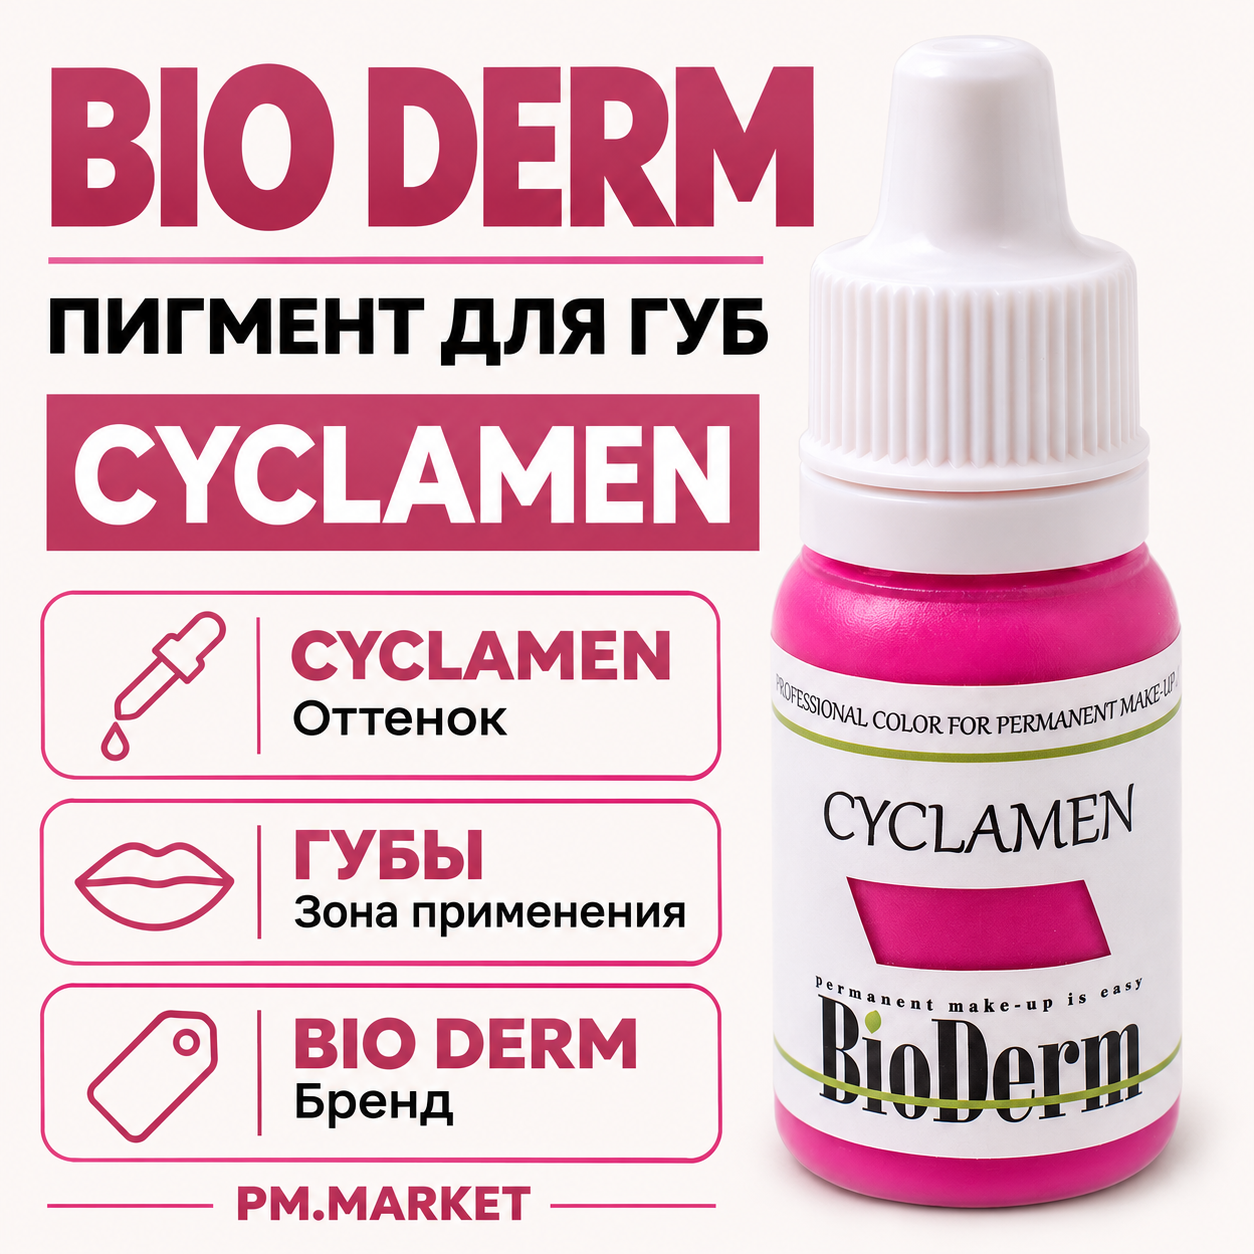 BIO DERM
ПИГМЕНТ ДЛЯ ГУБ
CYCLAMEN
CYCLAMEN
Оттенок
ГУБЫ
Зона применения
BIO DERM
Бренд
PM.MARKET
PROFESSIONAL COLOR FOR PERMANENT MAKE-UP
CYCLAMEN
permanent make-up is easy
BioDerm